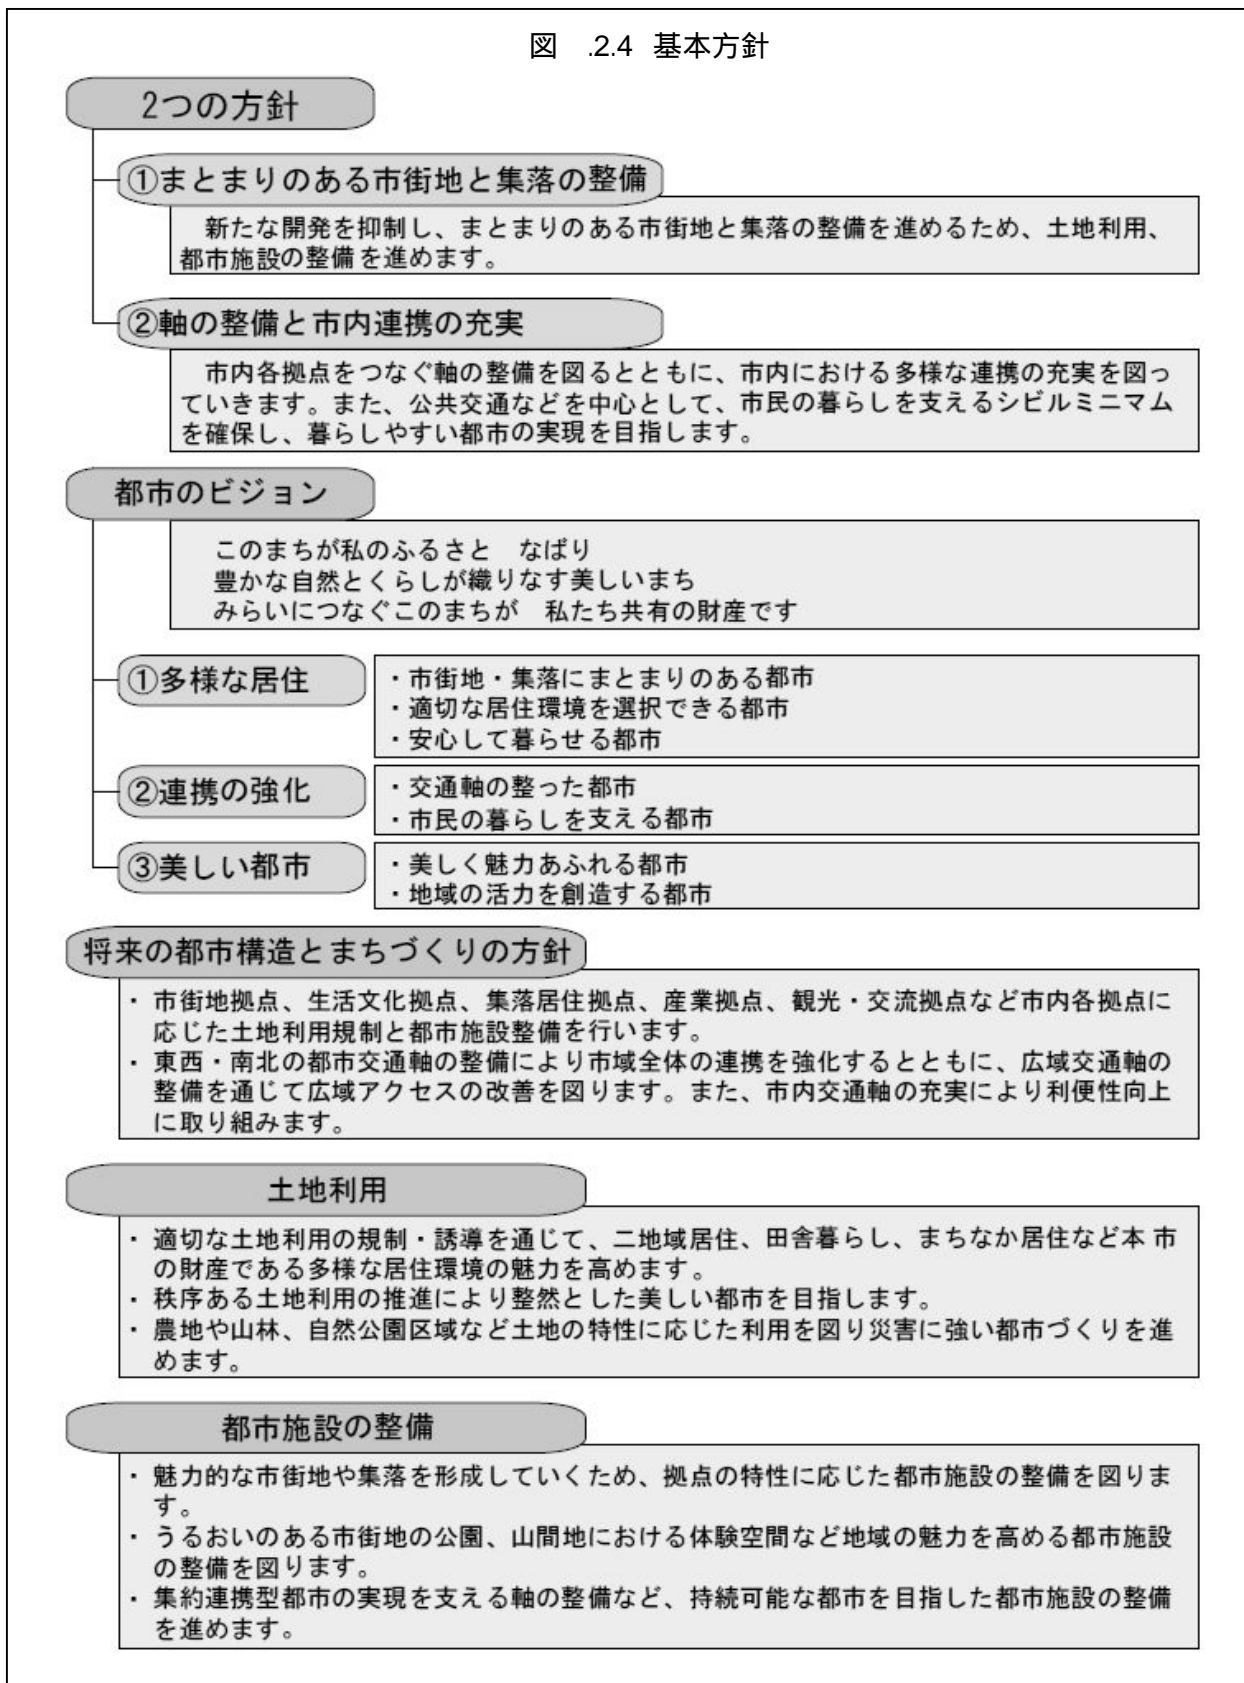 図　.2.4 基本方針
2つの方針
①まとまりのある市街地と集落の整備
新たな開発を抑制し、まとまりのある市街地と集落の整備を進めるため、土地利用、
都市施設の整備を進めます。
②軸の整備と市内連携の充実
市内各拠点をつなぐ軸の整備を図るとともに、市内における多様な連携の充実を図っ
ていきます。また、公共交通などを中心として、市民の暮らしを支えるシビルミニマム
を確保し、暮らしやすい都市の実現を目指します。
都市のビジョン
このまちが私のふるさと　なばり
豊かな自然とくらしが織りなす美しいまち
みらいにつなぐこのまちが　私たち共有の財産です
①多様な居住
・市街地・集落にまとまりのある都市
・適切な居住環境を選択できる都市
・安心して暮らせる都市
②連携の強化
・交通軸の整った都市
・市民の暮らしを支える都市
③美しい都市
・美しく魅力あふれる都市
・地域の活力を創造する都市
将来の都市構造とまちづくりの方針
・市街地拠点、生活文化拠点、集落居住拠点、産業拠点、観光・交流拠点など市内各拠点に
応じた土地利用規制と都市施設整備を行います。
・東西・南北の都市交通軸の整備により市域全体の連携を強化するとともに、広域交通軸の
整備を通じて広域アクセスの改善を図ります。また、市内交通軸の充実により利便性向上
に取り組みます。
土地利用
・適切な土地利用の規制・誘導を通じて、二地域居住、田舎暮らし、まちなか居住など本市
の財産である多様な居住環境の魅力を高めます。
・秩序ある土地利用の推進により整然とした美しい都市を目指します。
・農地や山林、自然公園区域など土地の特性に応じた利用を図り災害に強い都市づくりを進
めます。
都市施設の整備
・魅力的な市街地や集落を形成していくため、拠点の特性に応じた都市施設の整備を図りま
す。
・うるおいのある市街地の公園、山間地における体験空間など地域の魅力を高める都市施設
の整備を図ります。
・集約連携型都市の実現を支える軸の整備など、持続可能な都市を目指した都市施設の整備
を進めます。